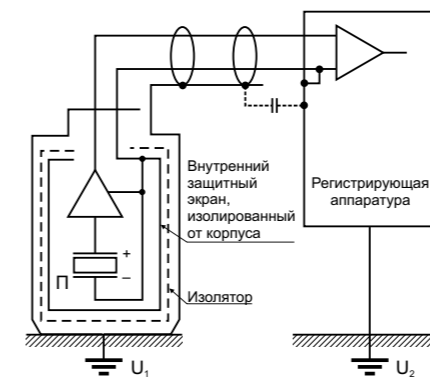 Внутренний
защитный
экран,
изолированный
от корпуса
Регистрирующая
аппаратура
+
П
–
Изолятор
U₁
U₂